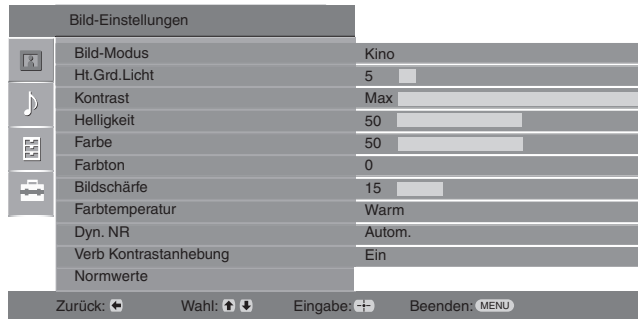 Bild-Einstellungen
Bild-Modus Kino
Ht.Grd.Licht 5
Kontrast Max
Helligkeit 50
Farbe 50
Farbton 0
Bildschärfe 15
Farbtemperatur Warm
Dyn. NR Autom.
Verb Kontrastanhebung Ein
Normwerte
Zurück: Wahl: Eingabe: Beenden: MENU